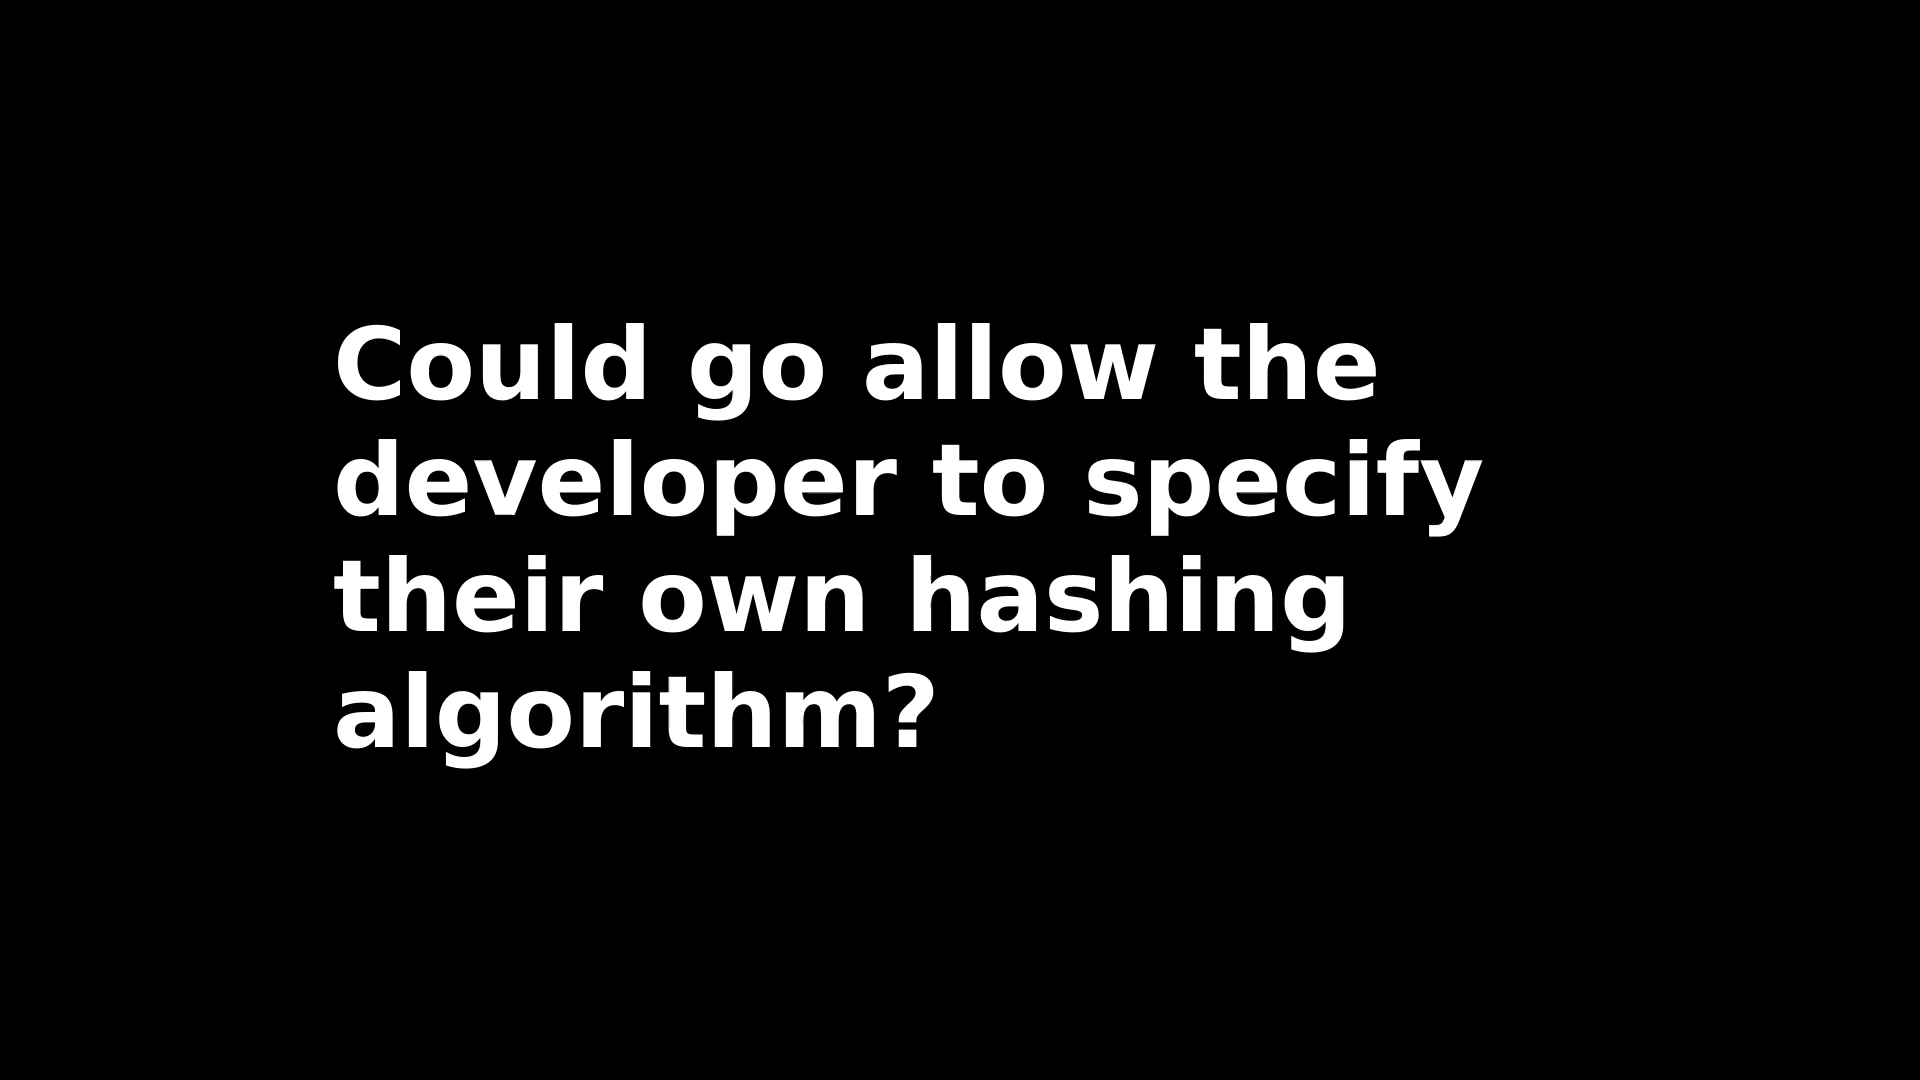 Could go allow the
developer to specify
their own hashing
algorithm?